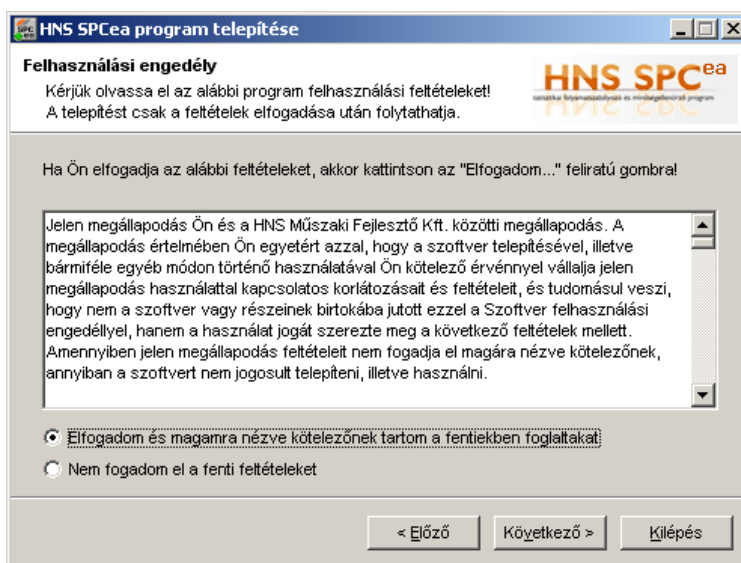 HNS SPCea program telepítése
Felhasználási engedély
Kérjük olvassa el az alábbi program felhasználási feltételeket!
A telepítést csak a feltételek elfogadása után folytathatja.
HNS SPCea
statisztikai folyamatszabályozó és minőségellenőrző program
Ha Ön elfogadja az alábbi feltételeket, akkor kattintson az "Elfogadom..." feliratú gombra!
Jelen megállapodás Ön és a HNS Műszaki Fejlesztő Kft. közötti megállapodás. A
megállapodás értelmében Ön egyetért azzal, hogy a szoftver telepítésével, illetve
bármiféle egyéb módon történő használatával Ön kötelező érvénnyel vállalja jelen
megállapodás használattal kapcsolatos korlátozásait és feltételeit, és tudomásul veszi,
hogy nem a szoftver vagy részeinek birtokába jutott ezzel a Szoftver felhasználási
engedéllyel, hanem a használat jogát szerezte meg a következő feltételek mellett.
Amennyiben jelen megállapodás feltételeit nem fogadja el magára nézve kötelezőnek,
annyiban a szoftvert nem jogosult telepíteni, illetve használni.
Elfogadom és magamra nézve kötelezőnek tartom a fentiekben foglaltakat
Nem fogadom el a fenti feltételeket
< Előző
Következő >
Kilépés